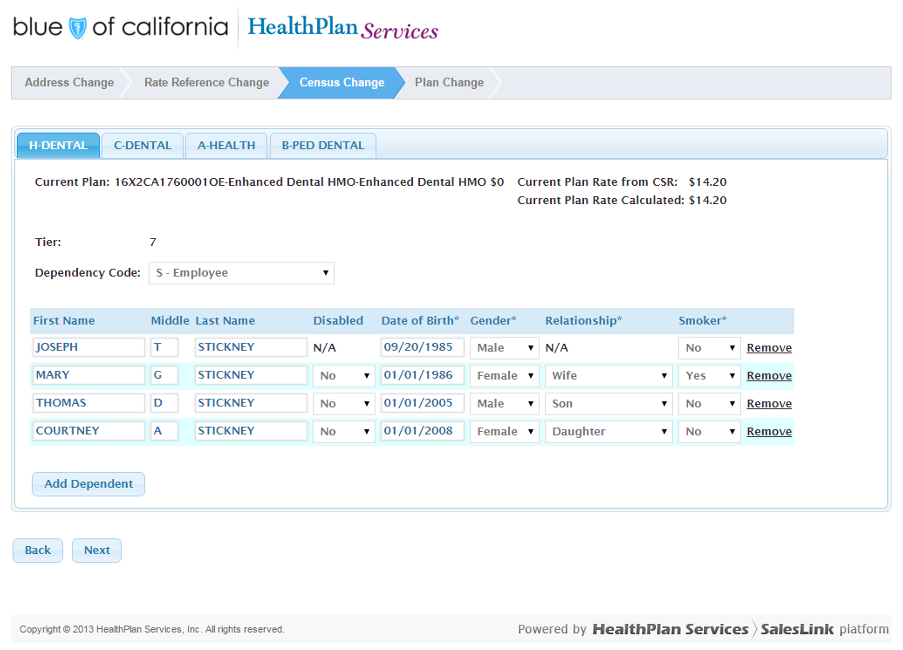 blue of california HealthPlan Services
Address Change Rate Reference Change Census Change Plan Change
H-DENTAL C-DENTAL A-HEALTH B-PED DENTAL
Current Plan: 16X2CA1760001OE-Enhanced Dental HMO-Enhanced Dental HMO $0 Current Plan Rate from CSR: $14.20
Current Plan Rate Calculated: $14.20
Tier: 7
Dependency Code: S - Employee
First Name Middle Last Name Disabled Date of Birth* Gender* Relationship* Smoker*
JOSEPH T STICKNEY N/A 09/20/1985 Male N/A No Remove
MARY G STICKNEY No 01/01/1986 Female Wife Yes Remove
THOMAS D STICKNEY No 01/01/2005 Male Son No Remove
COURTNEY A STICKNEY No 01/01/2008 Female Daughter No Remove
Add Dependent
Back Next
Copyright © 2013 HealthPlan Services, Inc. All rights reserved. Powered by HealthPlan Services SalesLink platform